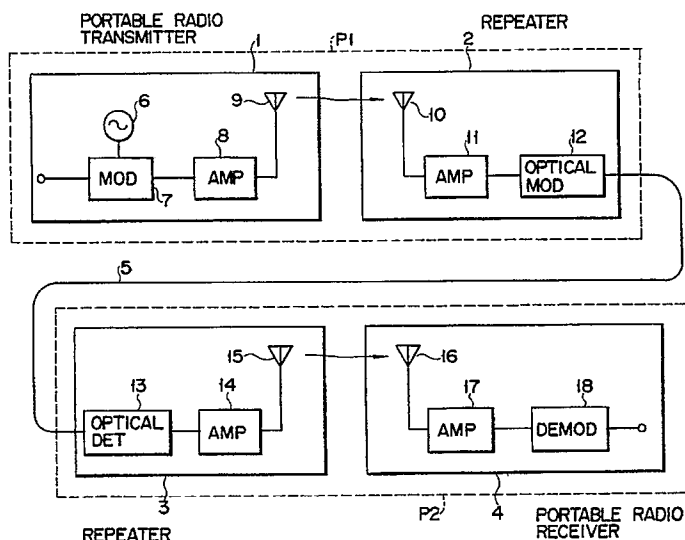 PORTABLE RADIO
TRANSMITTER
REPEATER
1
P1
2
6
9
10
8
11
12
MOD
AMP
AMP
OPTICAL
MOD
7
5
15
16
13
14
17
18
OPTICAL
DET
AMP
AMP
DEMOD
3
P2
4
REPEATER
PORTABLE RADIO
RECEIVER